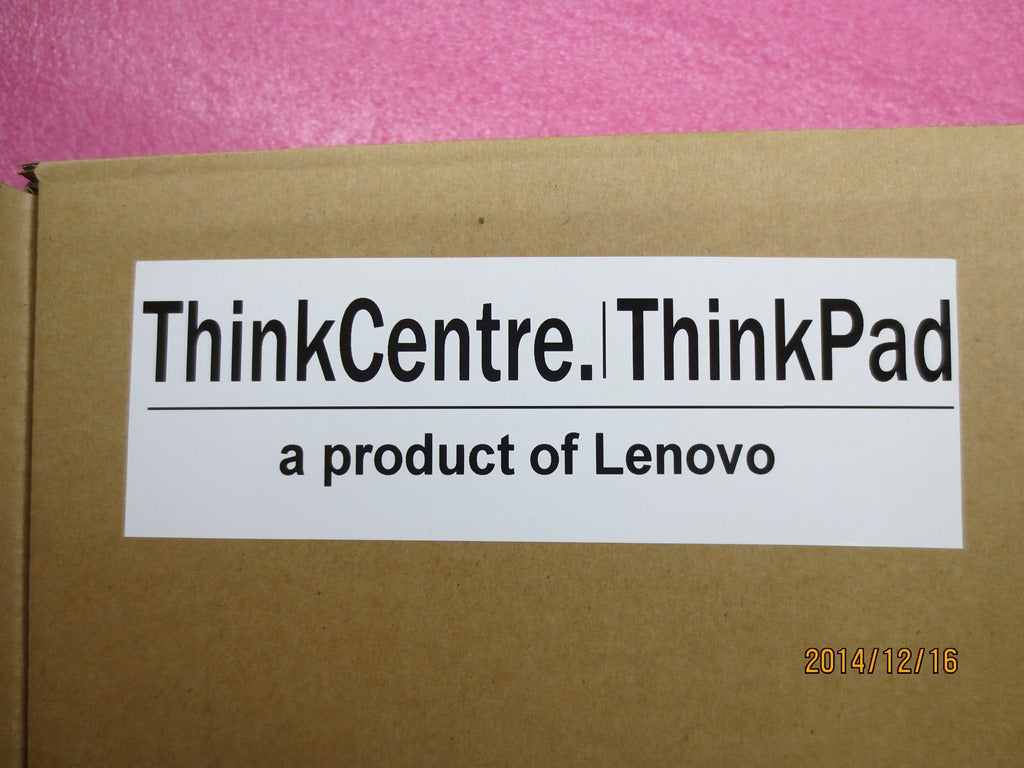 ThinkCentre.|ThinkPad
a product of Lenovo
2014/12/16